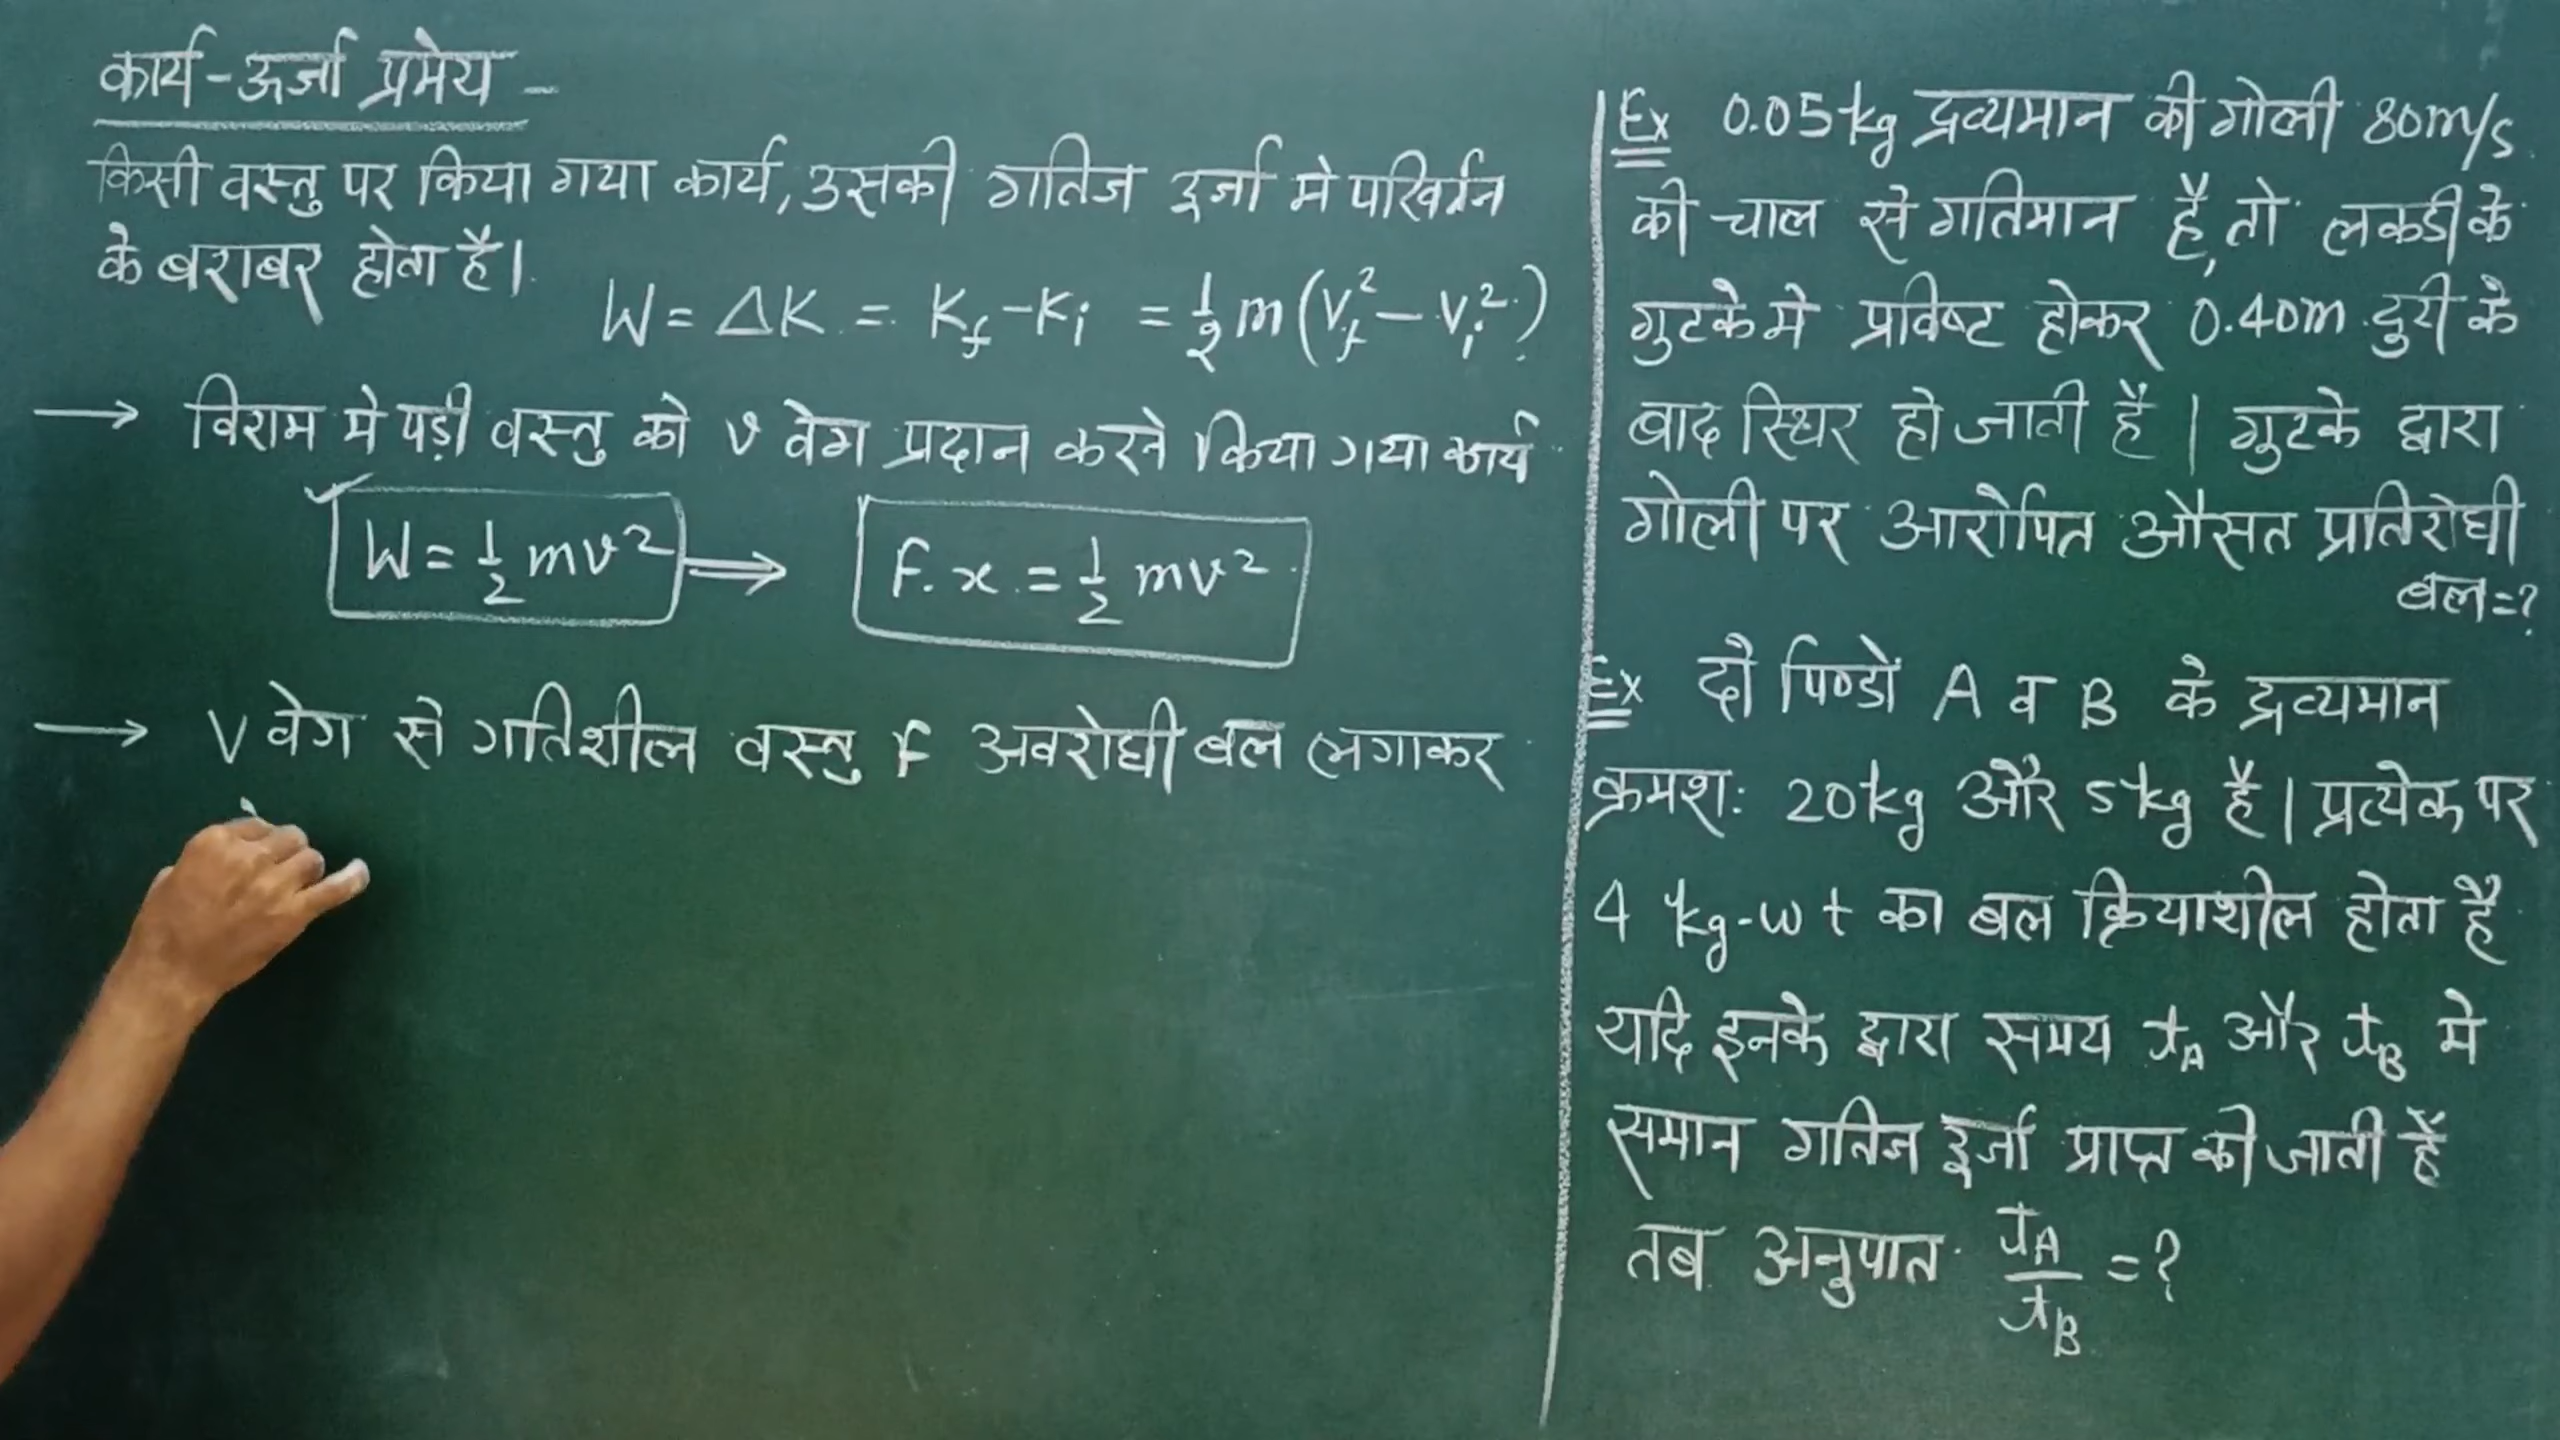 कार्य-ऊर्जा प्रमेय -
किसी वस्तु पर किया गया कार्य, उसकी गतिज ऊर्जा मे परिवर्तन
के बराबर होता है।
W = ΔK = K_f - K_i = 1/2 m (V_f² - V_i²)
→ विराम मे पड़ी वस्तु को v वेग प्रदान करने किया गया कार्य
W = 1/2 mv² ⟹ F. x = 1/2 mv²
→ V वेग से गतिशील वस्तु F अवरोधी बल लगाकर
Ex 0.05 kg द्रव्यमान की गोली 80 m/s
की चाल से गतिमान है, तो लकडी के
गुटके मे प्रविष्ट होकर 0.40m दुरी के
बाद स्थिर हो जाती है | गुटके द्वारा
गोली पर आरोपित औसत प्रतिरोधी
बल = ?
Ex दो पिण्डों A व B के द्रव्यमान
क्रमश: 20 kg और 5 kg है | प्रत्येक पर
4 kg-wt का बल क्रियाशील होता है
यदि इनके द्वारा समय t_A और t_B मे
समान गतिज ऊर्जा प्राप्त की जाती है
तब अनुपात t_A/t_B = ?